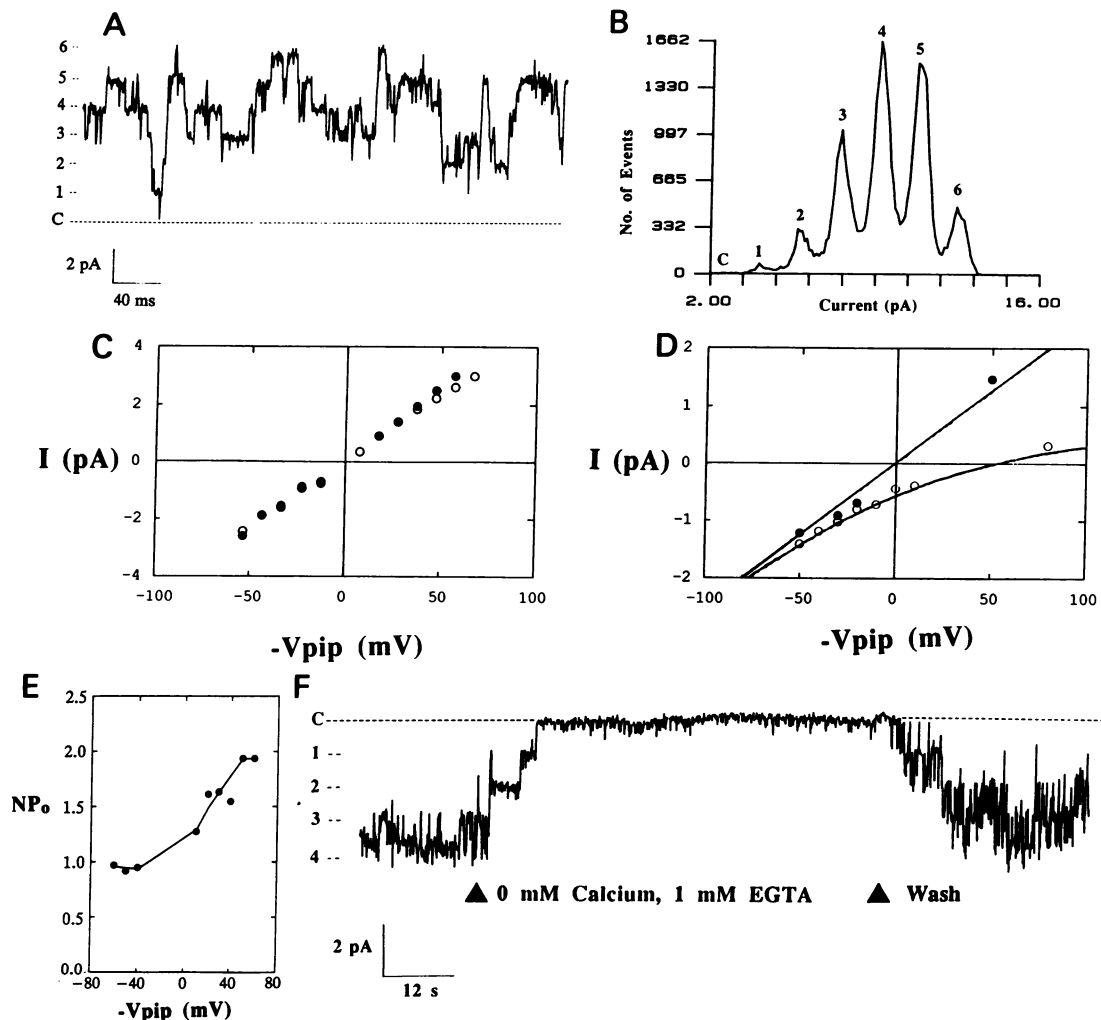 A
6
5
4
3
2
1
C
2 pA
40 ms
B
1662
1330
997
665
332
0
No. of Events
C
1
2
3
4
5
6
2.00
Current (pA)
16.00
C
4
2
0
-2
-4
I (pA)
-100
-50
0
50
100
-Vpip (mV)
D
2
1
0
-1
-2
I (pA)
-100
-50
0
50
100
-Vpip (mV)
E
2.5
2.0
1.5
1.0
0.5
0.0
NPo
-80
-40
0
40
80
-Vpip (mV)
F
C
1
2
3
4
▲ 0 mM Calcium, 1 mM EGTA
▲ Wash
2 pA
12 s